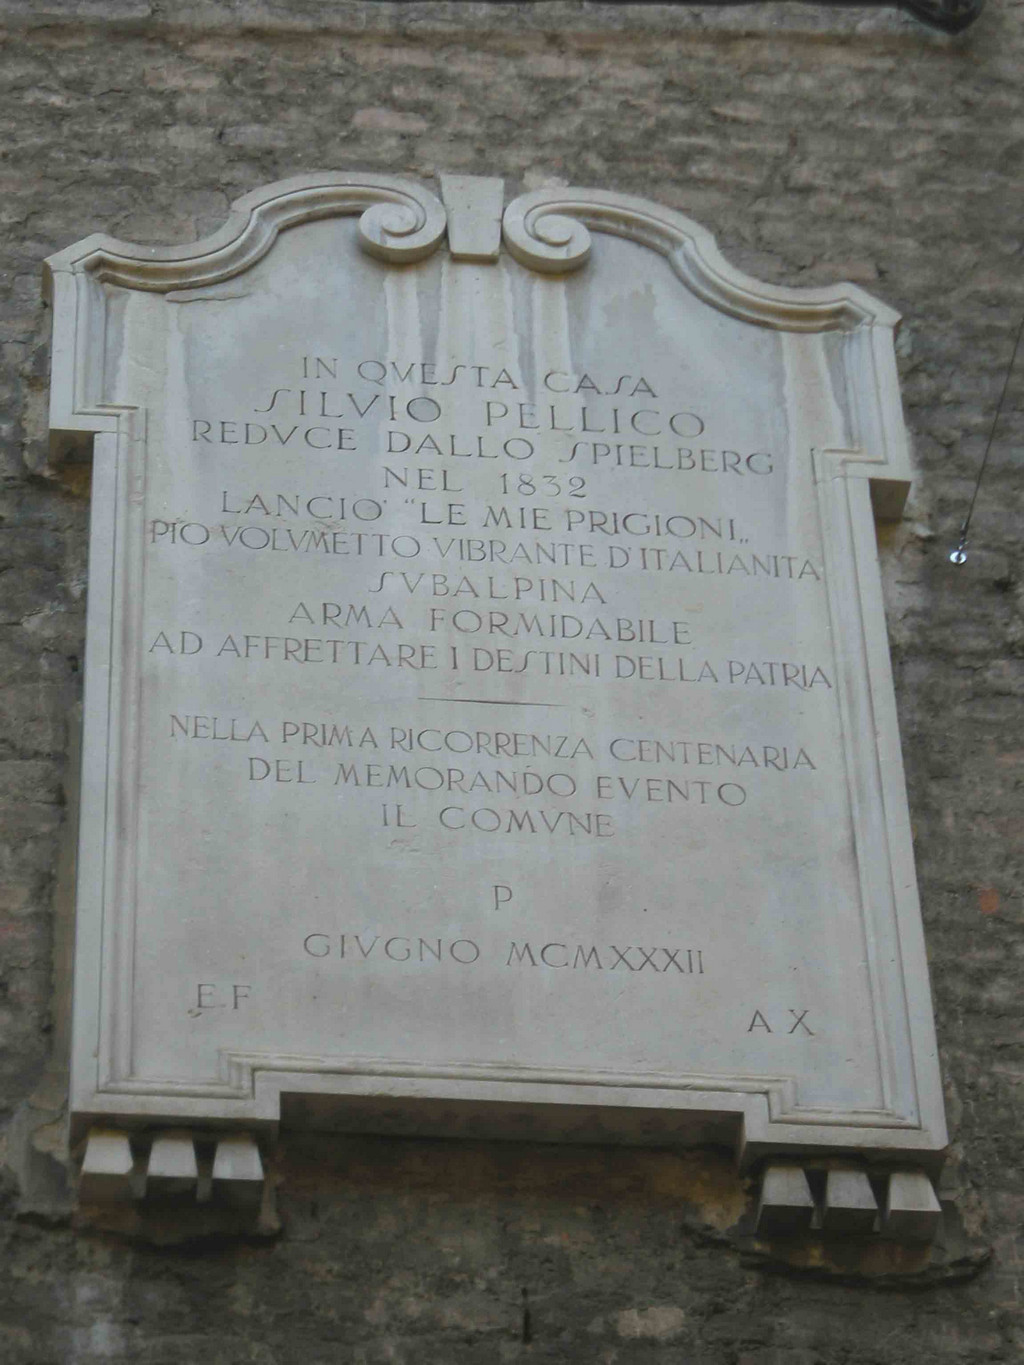 IN QVESTA CASA
SILVIO PELLICO
REDVCE DALLO SPIELBERG
NEL 1832
LANCIO' "LE MIE PRIGIONI„
PIO VOLVMETTO VIBRANTE D'ITALIANITA
SVBALPINA
ARMA FORMIDABILE
AD AFFRETTARE I DESTINI DELLA PATRIA
NELLA PRIMA RICORRENZA CENTENARIA
DEL MEMORANDO EVENTO
IL COMVNE
P
GIVGNO MCMXXXII
E.F A X